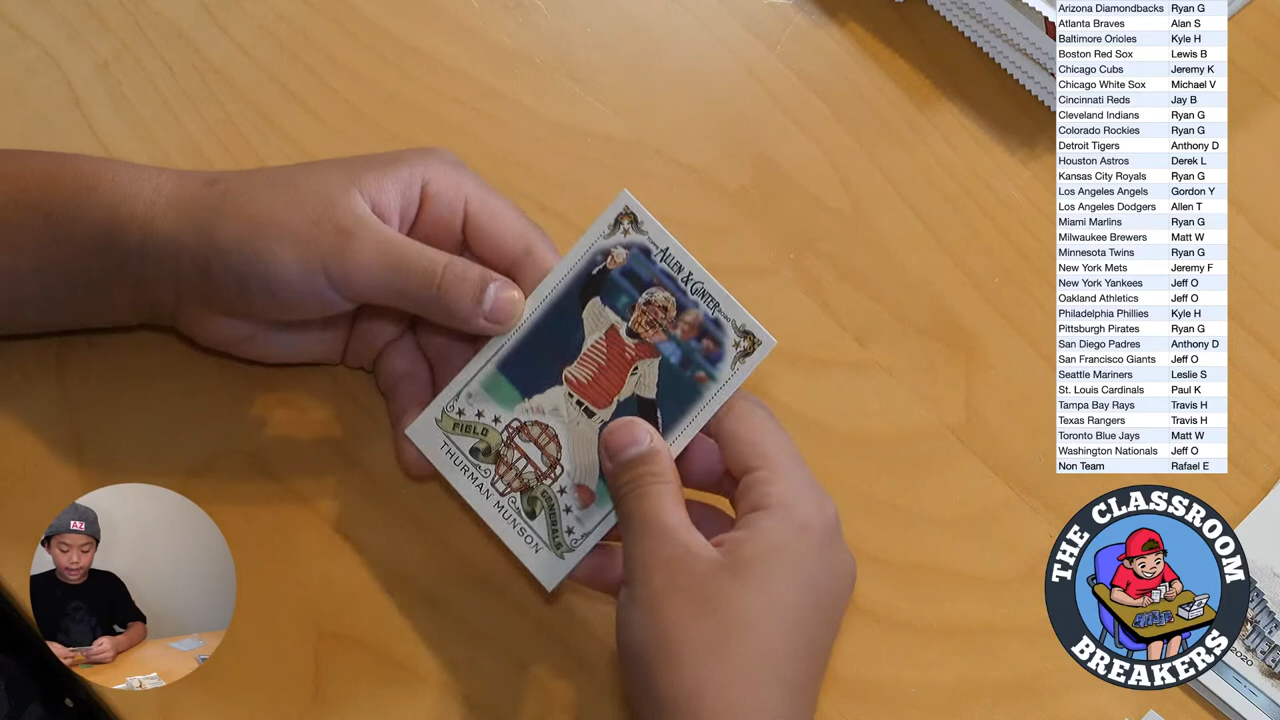 Arizona Diamondbacks Ryan G
Atlanta Braves Alan S
Baltimore Orioles Kyle H
Boston Red Sox Lewis B
Chicago Cubs Jeremy K
Chicago White Sox Michael V
Cincinnati Reds Jay B
Cleveland Indians Ryan G
Colorado Rockies Ryan G
Detroit Tigers Anthony D
Houston Astros Derek L
Kansas City Royals Ryan G
Los Angeles Angels Gordon Y
Los Angeles Dodgers Allen T
Miami Marlins Ryan G
Milwaukee Brewers Matt W
Minnesota Twins Ryan G
New York Mets Jeremy F
New York Yankees Jeff O
Oakland Athletics Jeff O
Philadelphia Phillies Kyle H
Pittsburgh Pirates Ryan G
San Diego Padres Anthony D
San Francisco Giants Jeff O
Seattle Mariners Leslie S
St. Louis Cardinals Paul K
Tampa Bay Rays Travis H
Texas Rangers Travis H
Toronto Blue Jays Matt W
Washington Nationals Jeff O
Non Team Rafael E
TOPPS ALLEN & GINTER 2020
FIELD
GENERALS
THURMAN MUNSON
AZ
THE CLASSROOM
BREAKERS
2020